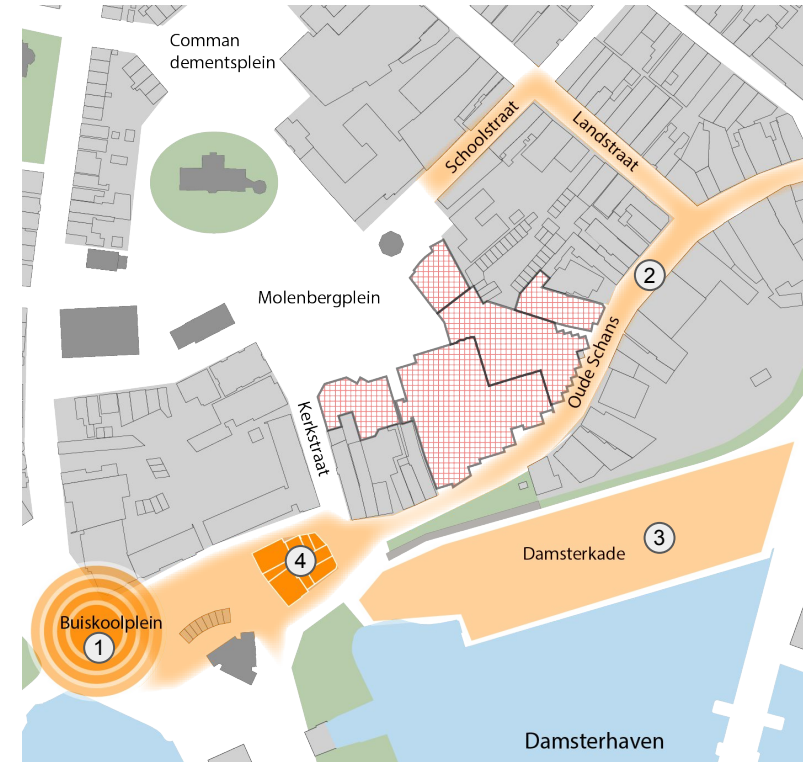 Comman
dementsplein
Schoolstraat
Landstraat
2
Molenbergplein
Oude Schans
Kerkstraat
3
Damsterkade
4
Buiskoolplein
1
Damsterhaven